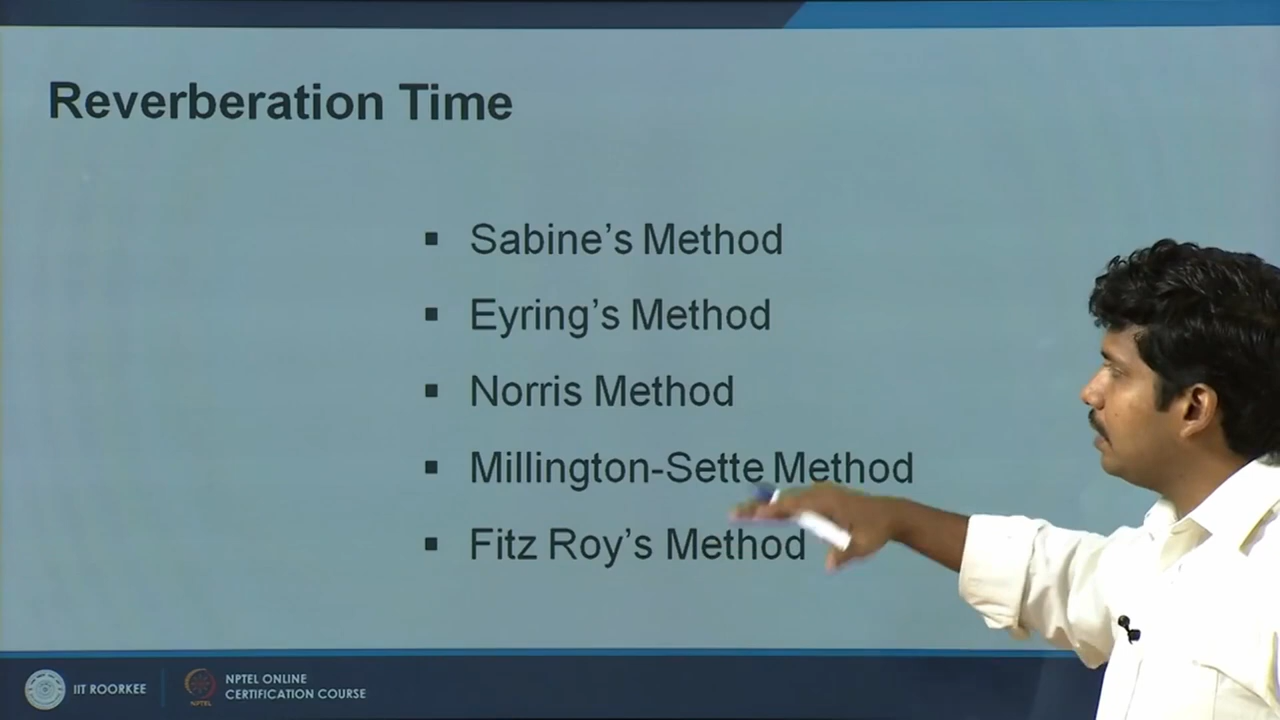 Reverberation Time
▪ Sabine’s Method
▪ Eyring’s Method
▪ Norris Method
▪ Millington-Sette Method
▪ Fitz Roy’s Method
IIT ROORKEE
NPTEL
NPTEL ONLINE
CERTIFICATION COURSE